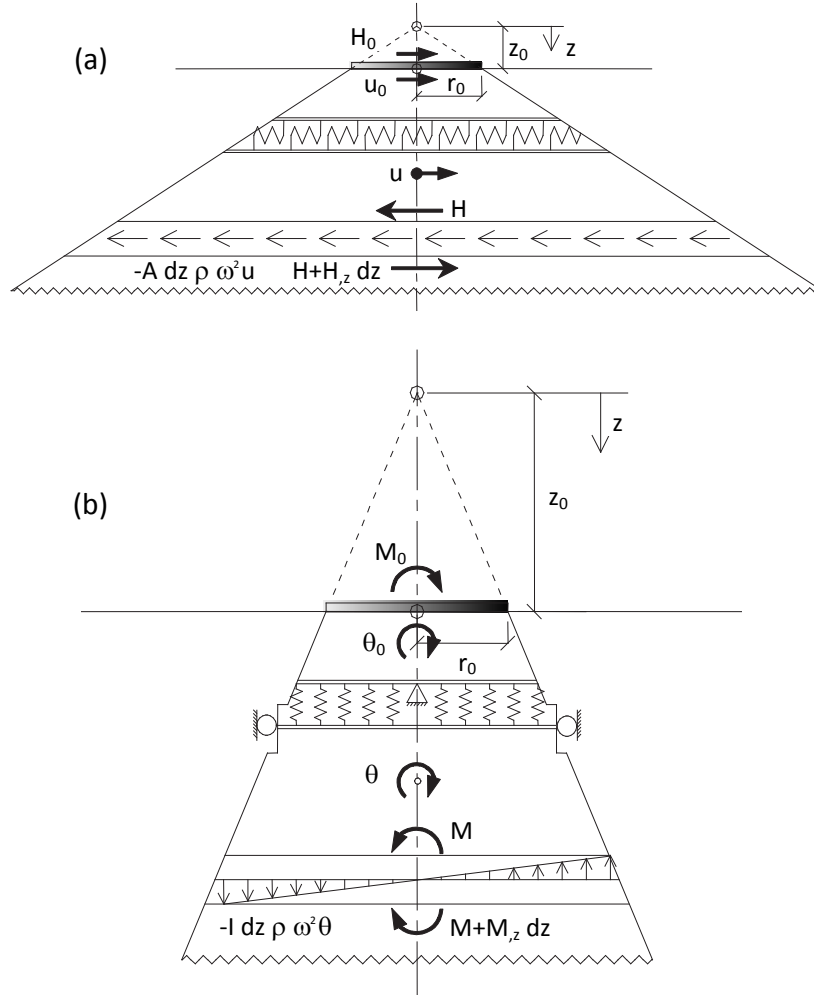 (a)
H₀
z₀
z
u₀
r₀
u
H
-A dz ρ ω²u
H+H,z dz
z
z₀
(b)
M₀
θ₀
r₀
θ
M
-I dz ρ ω²θ
M+M,z dz